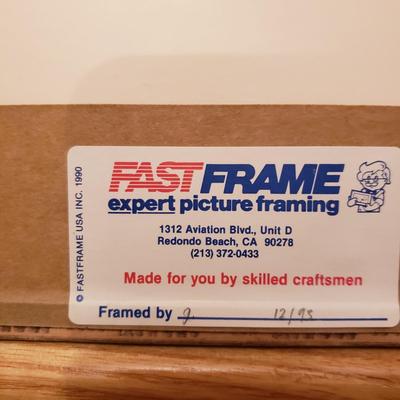 FASTFRAME
expert picture framing
1312 Aviation Blvd., Unit D
Redondo Beach, CA 90278
(213) 372-0433
Made for you by skilled craftsmen
Framed by J. 12/93
© FASTFRAME USA INC. 1990